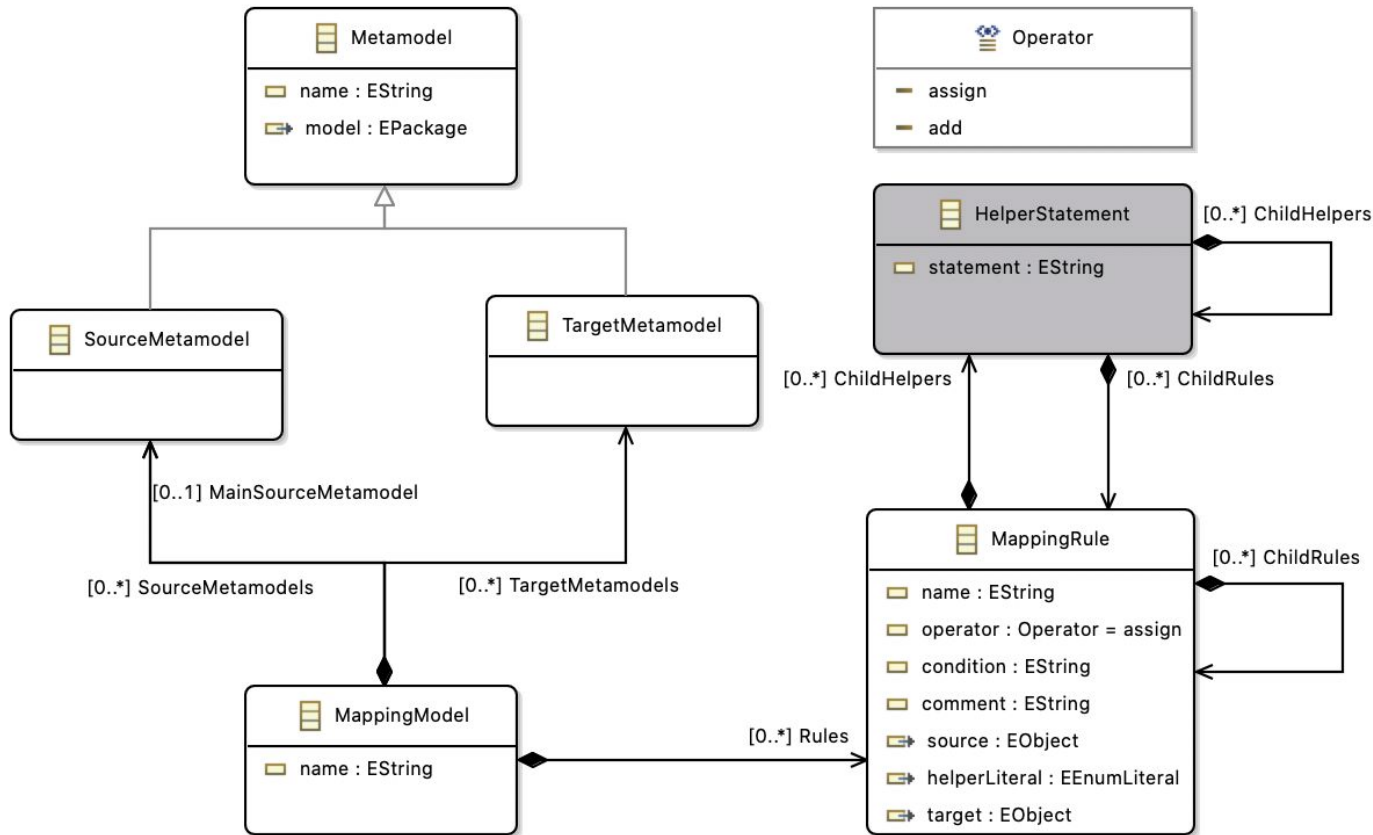 Metamodel
name : EString
model : EPackage
Operator
assign
add
HelperStatement
statement : EString
[0..*] ChildHelpers
SourceMetamodel
TargetMetamodel
[0..*] ChildHelpers
[0..*] ChildRules
[0..1] MainSourceMetamodel
[0..*] SourceMetamodels
[0..*] TargetMetamodels
MappingRule
name : EString
operator : Operator = assign
condition : EString
comment : EString
source : EObject
helperLiteral : EEnumLiteral
target : EObject
[0..*] ChildRules
MappingModel
name : EString
[0..*] Rules